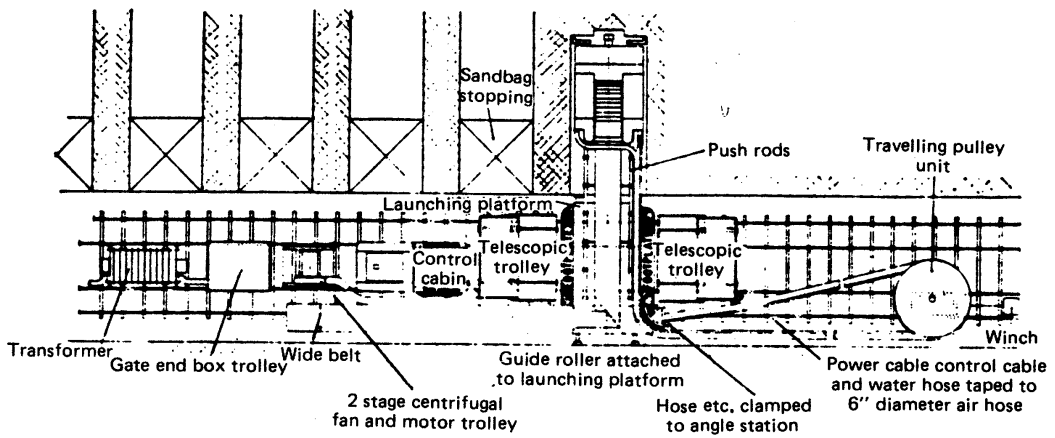 Sandbag
stopping
Push rods
Travelling pulley
unit
Launching platform
Control
cabin
Telescopic
trolley
Telescopic
trolley
Transformer
Gate end box trolley
Wide belt
2 stage centrifugal
fan and motor trolley
Guide roller attached
to launching platform
Hose etc. clamped
to angle station
Winch
Power cable control cable
and water hose taped to
6" diameter air hose